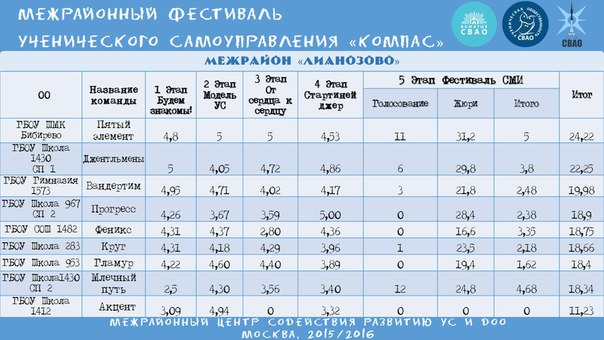 МЕЖРАЙОННЫЙ ФЕСТИВАЛЬ
УЧЕНИЧЕСКОГО САМОУПРАВЛЕНИЯ «КОМПАС»
СВАО
СВАО
СВАО
МЕЖРАЙОН «ЛИАНОЗОВО»
ОО Название команды 1 Этап Будем знакомы! 2 Этап Модель УС 3 Этап От сердца к сердцу 4 Этап Стартинейджер 5 Этап Фестиваль СМИ Итог
Голосование Жюри Итого
ГБОУ ШМК Бибирево Пятый элемент 4,8 5 5 4,53 11 31,2 5 24,22
ГБОУ Школа 1430 СП 1 Джентльмены 5 4,05 4,72 4,86 6 29,8 3,8 22,25
ГБОУ Гимназия 1573 Вандертим 4,95 4,71 4,02 4,17 3 21,8 2,48 19,98
ГБОУ Школа 967 СП 2 Прогресс 4,26 3,67 3,59 5,00 0 28,4 2,38 18,9
ГБОУ СОШ 1482 Феникс 4,31 4,37 2,80 4,36 0 16,6 3,35 18,75
ГБОУ Школа 283 Круг 4,31 4,18 4,29 3,96 1 23,5 2,18 18,66
ГБОУ Школа 953 Гламур 4,22 4,60 4,40 3,89 0 19,4 1,62 18,4
ГБОУ Школа1430 СП 2 Млечный путь 2,5 4,30 3,56 3,40 12 24,8 4,68 18,34
ГБОУ Школа 1412 Акцент 3,09 4,94 0 3,32 0 0 0 11,23
МЕЖРАЙОННЫЙ ЦЕНТР СОДЕЙСТВИЯ РАЗВИТИЮ УС И ДОО
МОСКВА, 2015/2016